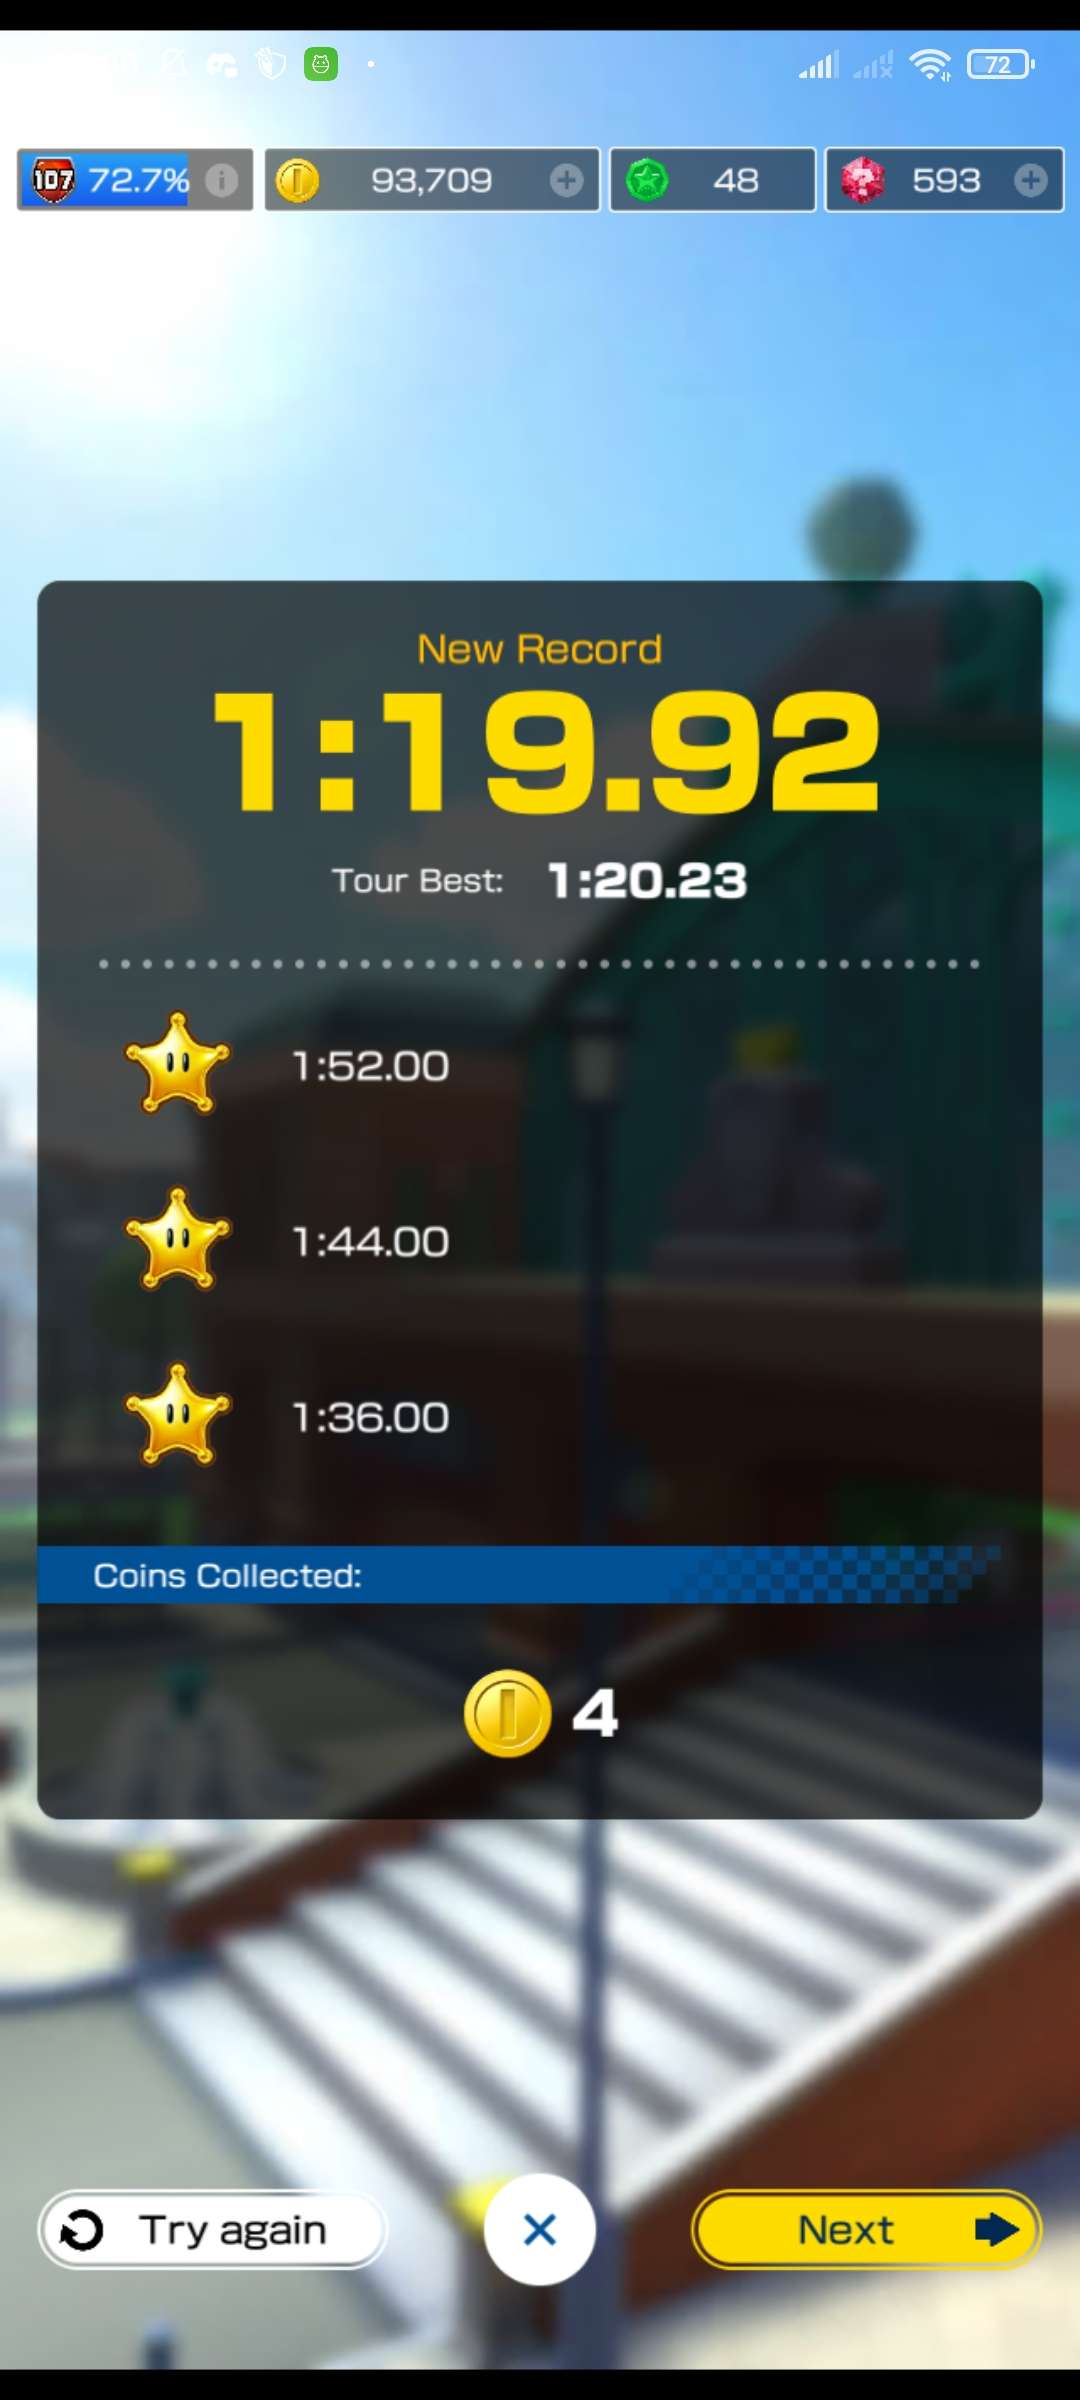 72
107 72.7% i 93,709 + 48 593 +
New Record
1:19.92
Tour Best: 1:20.23
1:52.00
1:44.00
1:36.00
Coins Collected:
4
Try again × Next